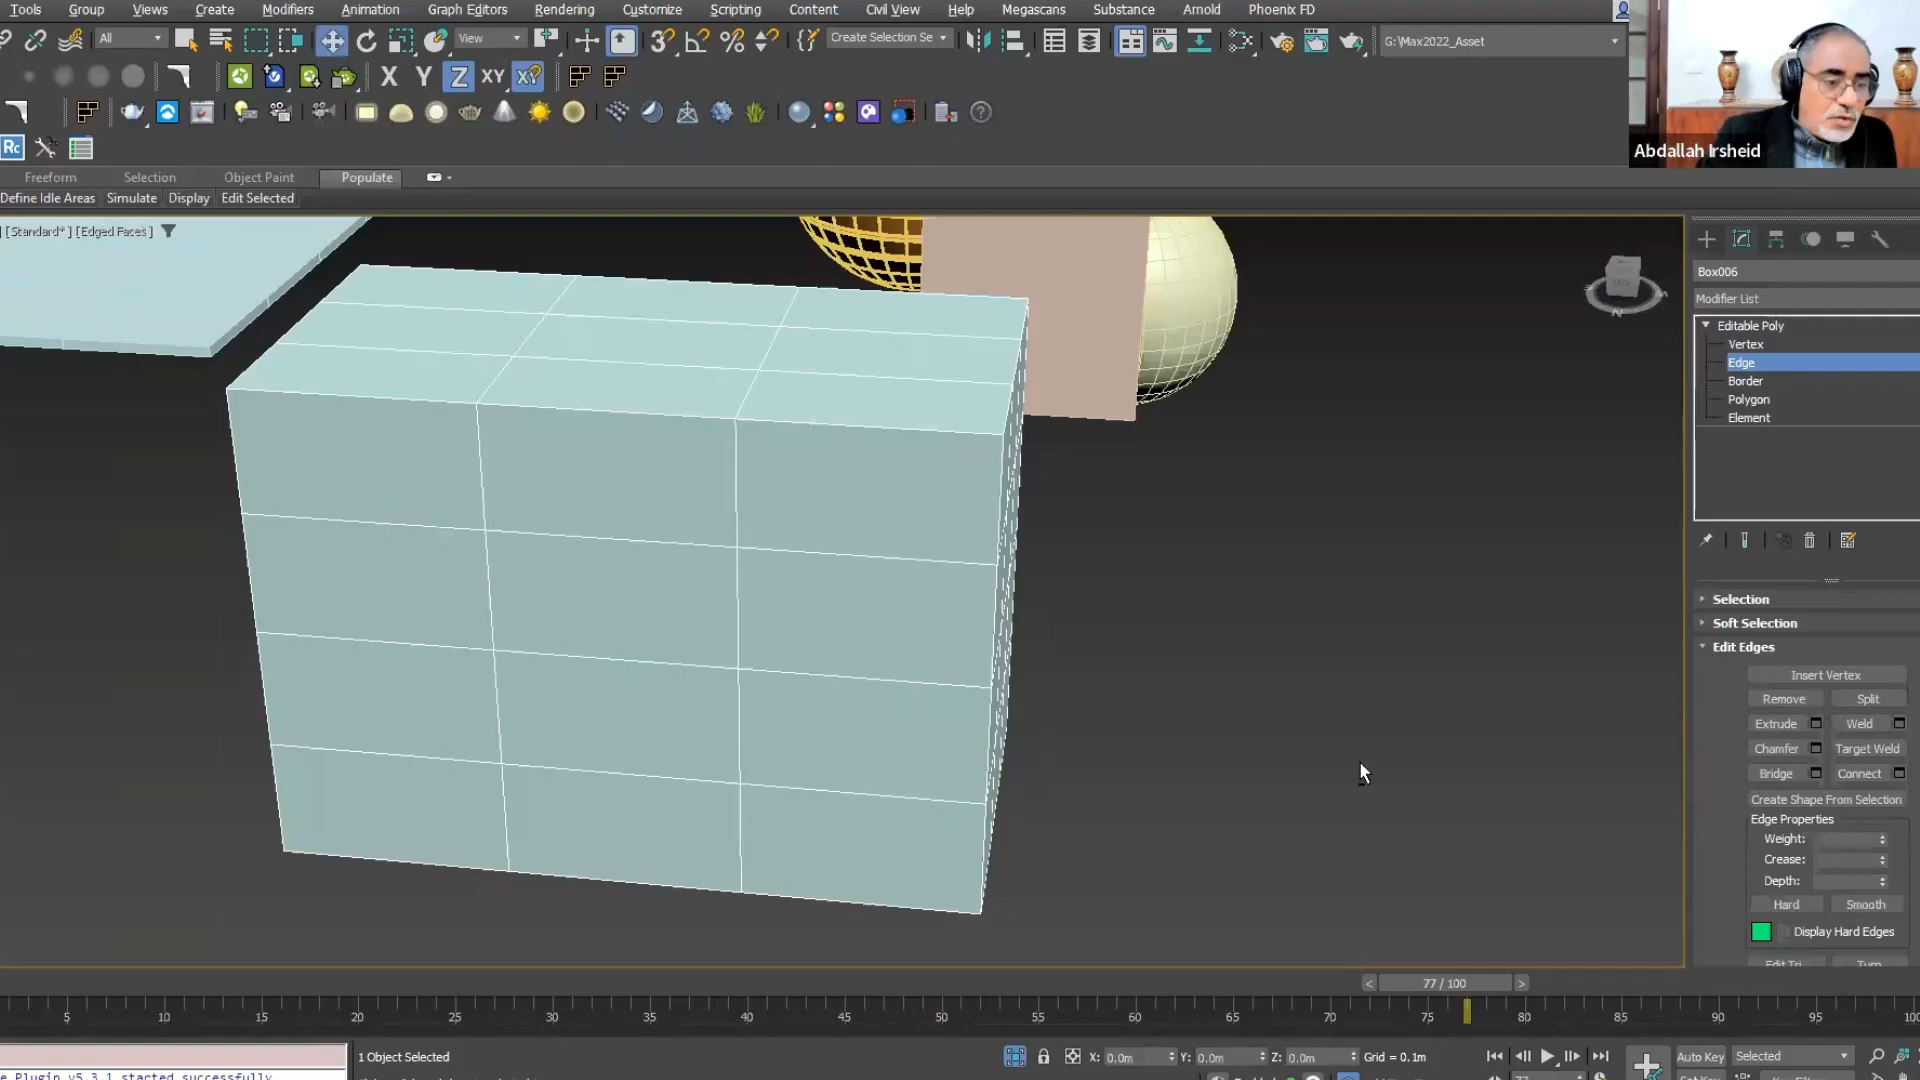 Tools Group Views Create Modifiers Animation Graph Editors Rendering Customize Scripting Content Civil View Help Megascans Substance Arnold Phoenix FD
All View Create Selection Se G:\Max2022_Asset
X Y Z XY
Abdallah Irsheid
Rc
Freeform Selection Object Paint Populate
Define Idle Areas Simulate Display Edit Selected
[Standard* ] [Edged Faces ]
Box006
Modifier List
Editable Poly
Vertex
Edge
Border
Polygon
Element
Selection
Soft Selection
Edit Edges
Insert Vertex
Remove Split
Extrude Weld
Chamfer Target Weld
Bridge Connect
Create Shape From Selection
Edge Properties
Weight:
Crease:
Depth:
Hard Smooth
Display Hard Edges
Edit Tri. Turn
< 77 / 100 >
5 10 15 20 25 30 35 40 45 50 55 60 65 70 75 80 85 90 95 100
1 Object Selected X: 0.0m Y: 0.0m Z: 0.0m Grid = 0.1m Auto Key Selected
e Plugin v5.3.1 started successfully.